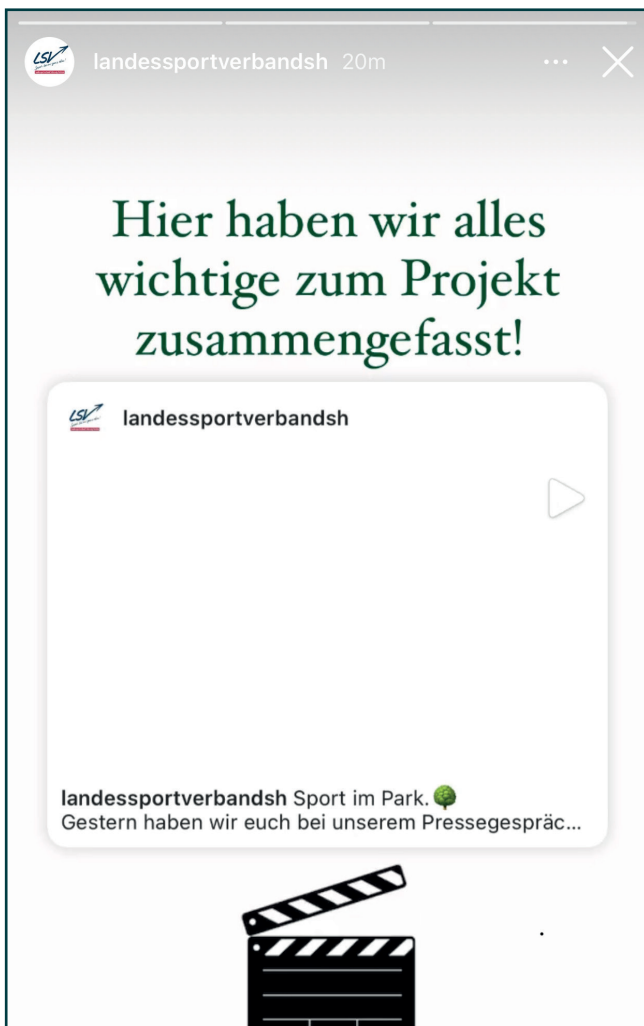 landessportverbandsh 20m
Hier haben wir alles
wichtige zum Projekt
zusammengefasst!
LSV landessportverbandsh
landessportverbandsh Sport im Park.🌳
Gestern haben wir euch bei unserem Pressegespräc...